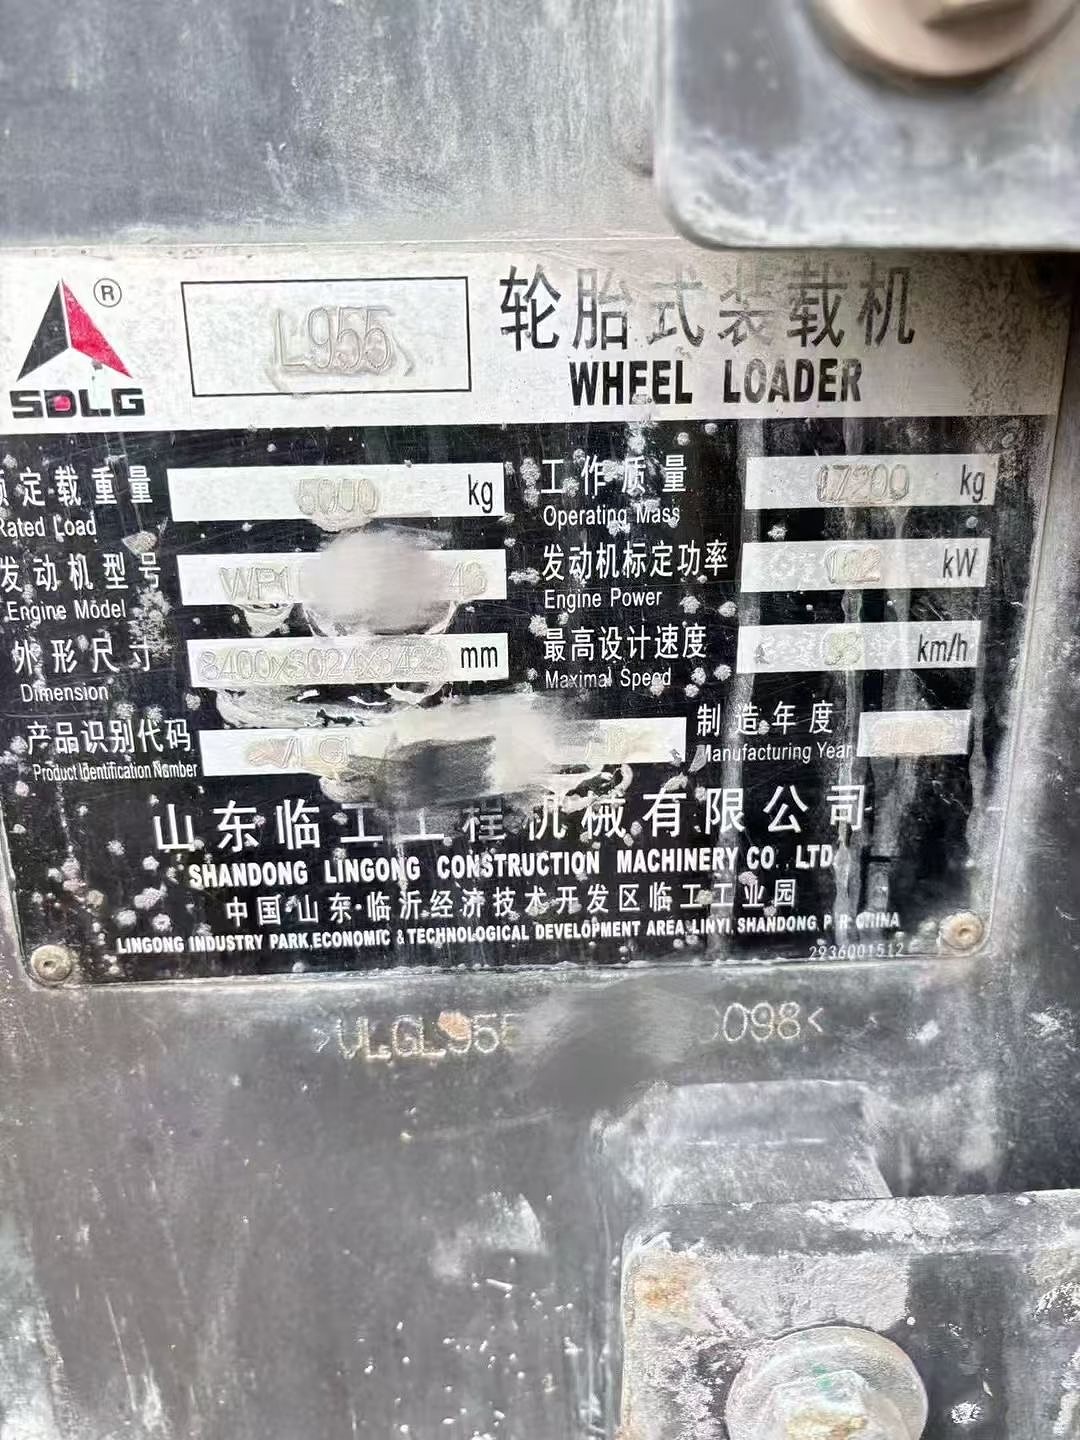 ®
SDLG
L955
轮胎式装载机
WHEEL LOADER
额定载重量 5000 kg
Rated Load
工作质量 17200 kg
Operating Mass
发动机型号
Engine Model
发动机标定功率 162 kW
Engine Power
外形尺寸 mm
Dimension
最高设计速度 km/h
Maximal Speed
产品识别代码
Product Identification Number
制造年度
Manufacturing Year
山东临工工程机械有限公司
SHANDONG LINGONG CONSTRUCTION MACHINERY CO.,LTD
中国·山东·临沂经济技术开发区临工工业园
LINGONG INDUSTRY PARK,ECONOMIC & TECHNOLOGICAL DEVELOPMENT AREA,LINYI,SHANDONG,P.R.CHINA
2936001512
>VLGL955 098<